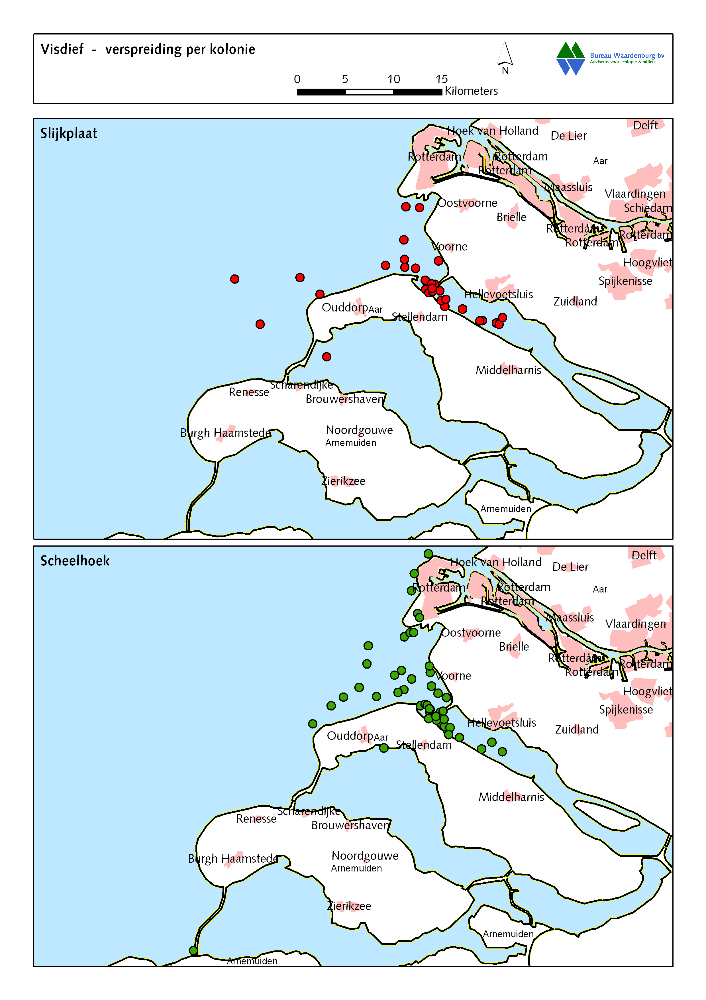 Visdief - verspreiding per kolonie
N
Bureau Waardenburg bv
Adviseurs voor ecologie & milieu
0 5 10 15
Kilometers
Slijkplaat
Delft
Hoek van Holland
De Lier
Rotterdam
Rotterdam
Aar
Rotterdam
Maassluis
Vlaardingen
Oostvoorne
Schiedam
Brielle
Rotterdam
Rotterdam
Rotterdam
Voorne
Hoogvliet
Spijkenisse
Hellevoetsluis
Zuidland
Ouddorp
Aar
Stellendam
Middelharnis
Scharendijke
Renesse
Brouwershaven
Burgh Haamstede
Noordgouwe
Arnemuiden
Zierikzee
Arnemuiden
Scheelhoek
Delft
Hoek van Holland
De Lier
Rotterdam
Rotterdam
Aar
Rotterdam
Maassluis
Vlaardingen
Oostvoorne
Brielle
Rotterdam
Rotterdam
Rotterdam
Voorne
Hoogvliet
Spijkenisse
Hellevoetsluis
Zuidland
Ouddorp
Aar
Stellendam
Middelharnis
Scharendijke
Renesse
Brouwershaven
Burgh Haamstede
Noordgouwe
Arnemuiden
Zierikzee
Arnemuiden
Arnemuiden